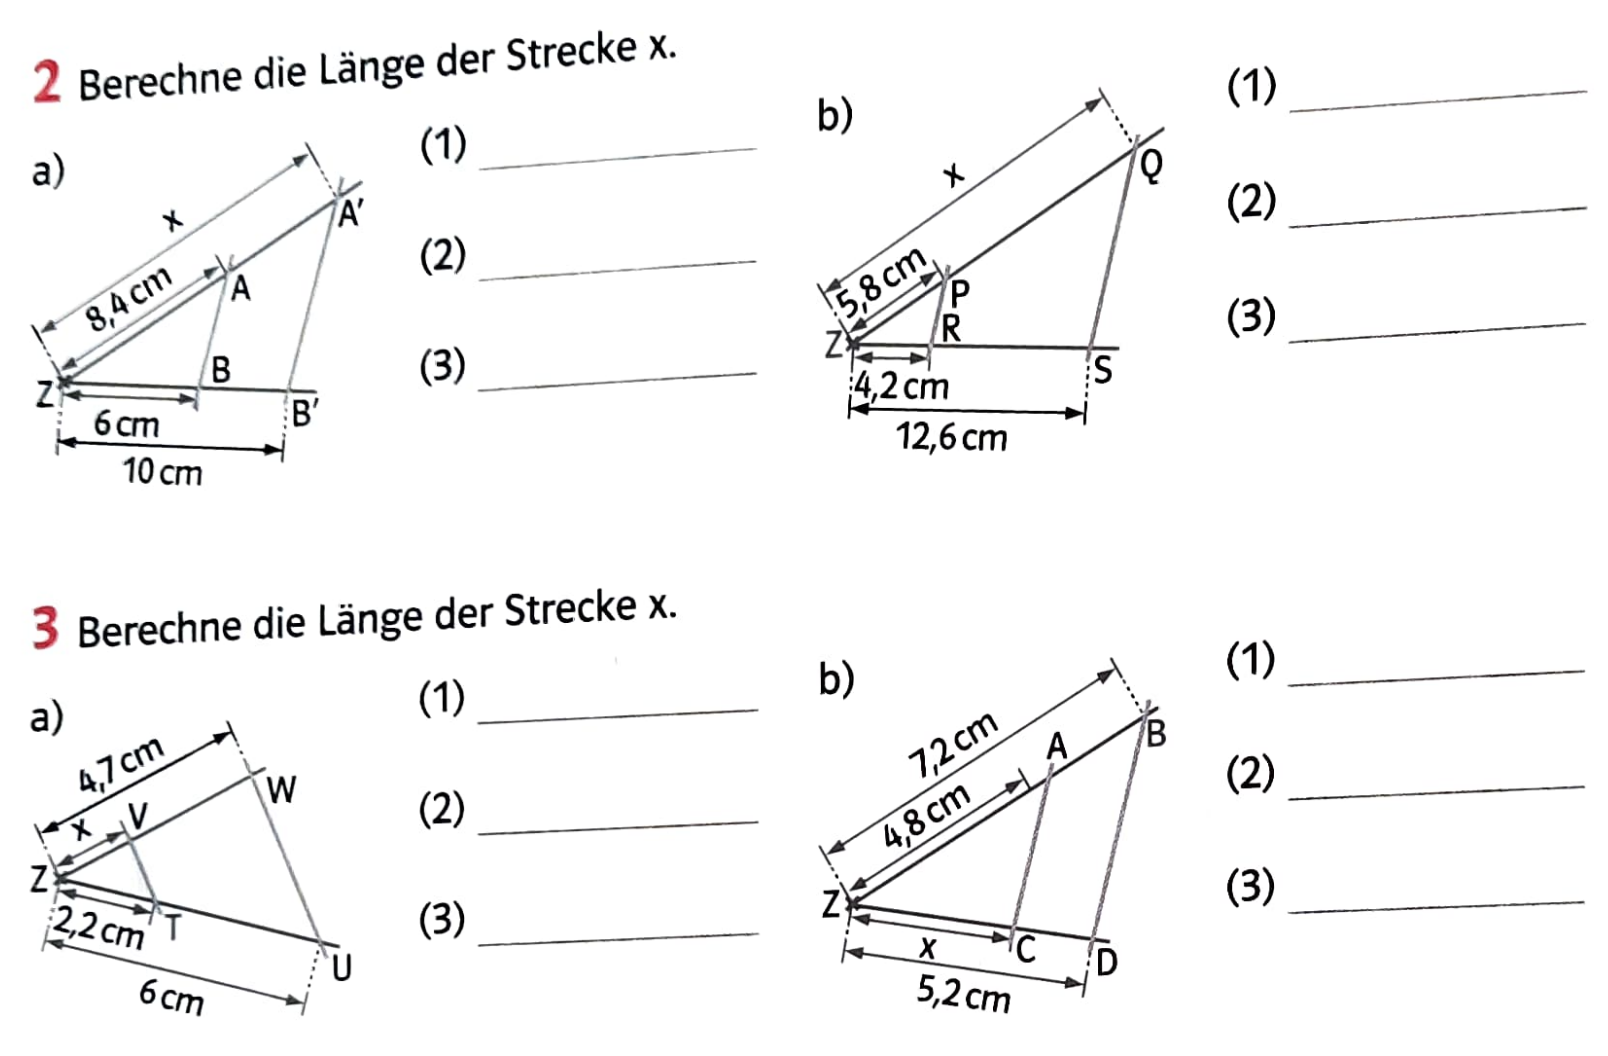 2 Berechne die Länge der Strecke x.
a)
x
8,4 cm
A'
A
Z
B
B'
6 cm
10 cm
(1)
(2)
(3)
b)
x
5,8 cm
Q
P
R
Z
S
4,2 cm
12,6 cm
(1)
(2)
(3)
3 Berechne die Länge der Strecke x.
a)
4,7 cm
x
V
W
Z
T
U
2,2 cm
6 cm
(1)
(2)
(3)
b)
7,2 cm
4,8 cm
A
B
Z
x
C
D
5,2 cm
(1)
(2)
(3)